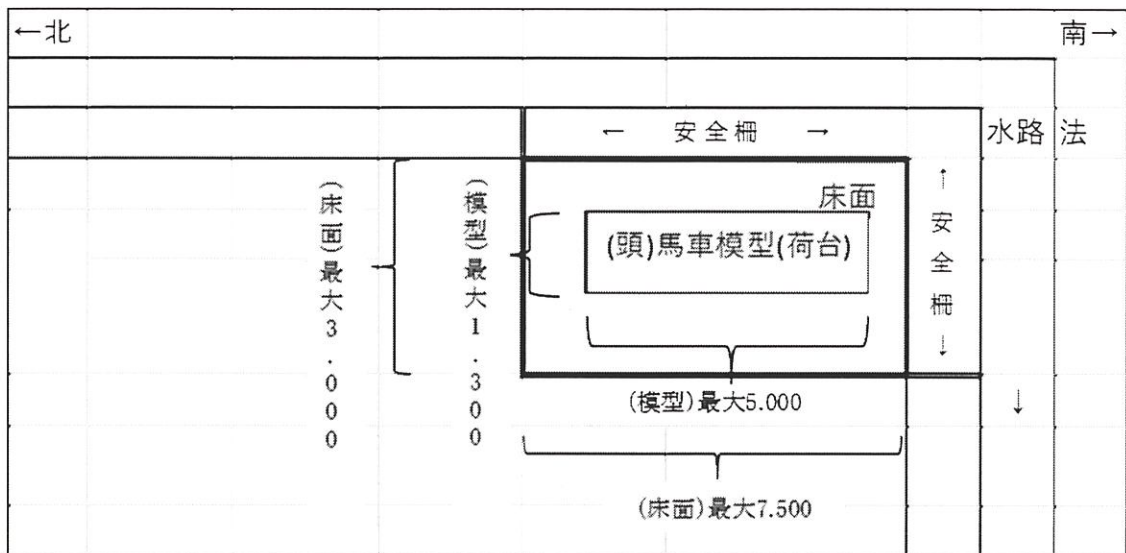 ←北
南→
← 安全柵 →
水路
法
床面
(頭)馬車模型(荷台)
↑安全柵↓
(床面)最大3.000
(模型)最大1.300
(模型)最大5.000
↓
(床面)最大7.500